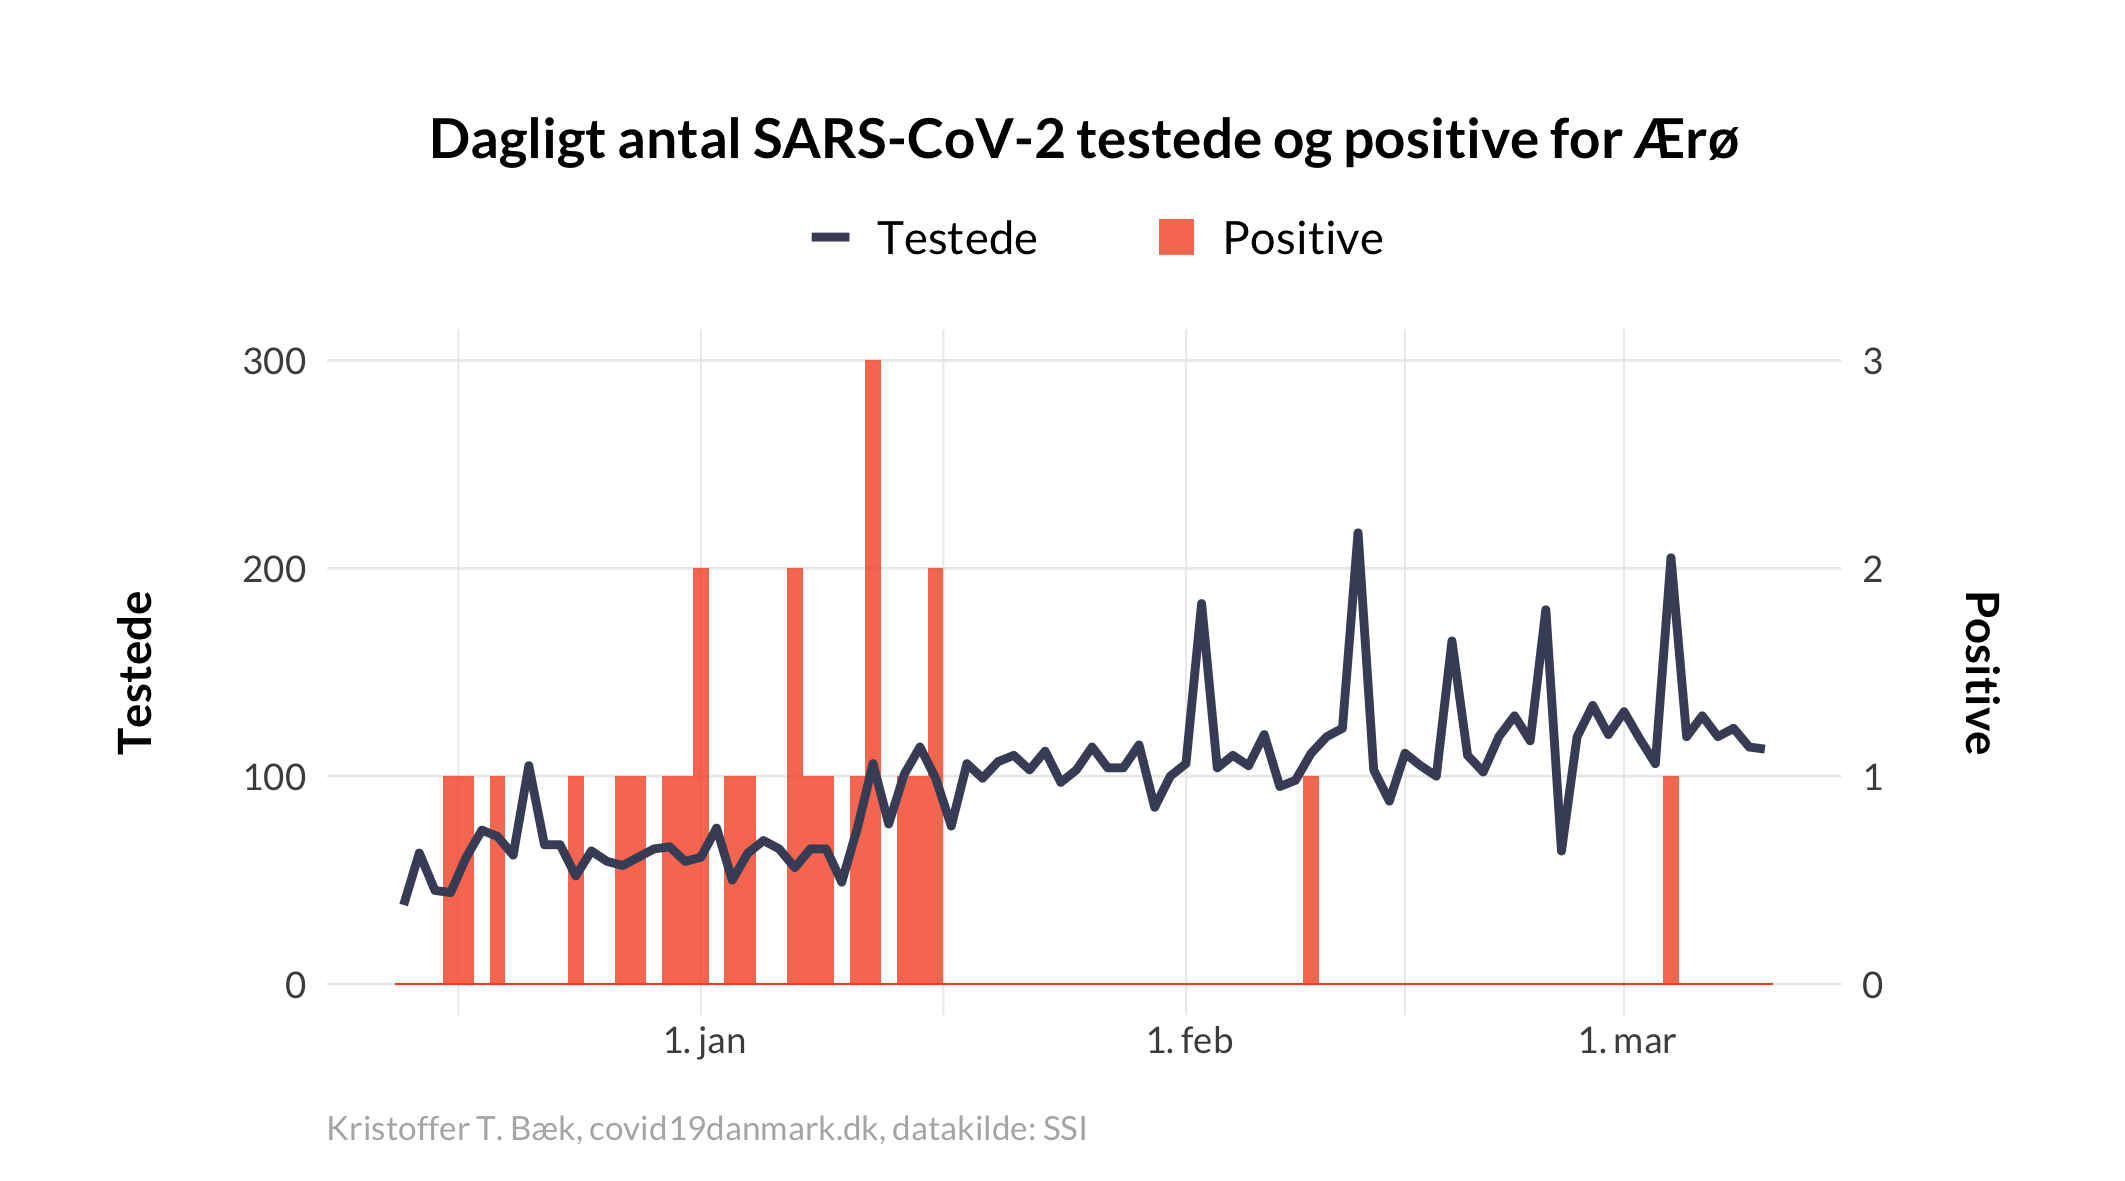 Dagligt antal SARS-CoV-2 testede og positive for Ærø
Testede
Positive
300
200
100
0
3
2
1
0
Testede
Positive
1. jan
1. feb
1. mar
Kristoffer T. Bæk, covid19danmark.dk, datakilde: SSI